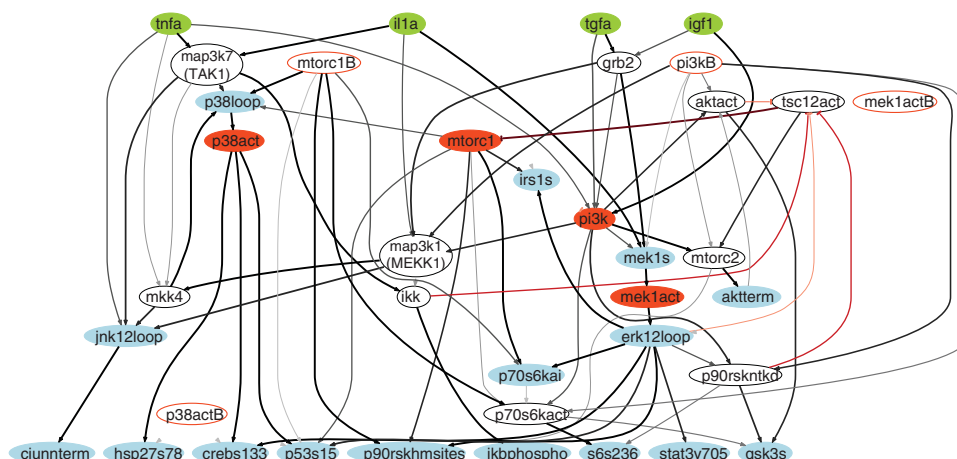 tnfa
il1a
tgfa
igf1
map3k7
(TAK1)
mtorc1B
grb2
pi3kB
p38loop
aktact
tsc12act
mek1actB
p38act
mtorc1
irs1s
pi3k
map3k1
(MEKK1)
mek1s
mtorc2
mkk4
ikk
mek1act
aktterm
jnk12loop
erk12loop
p70s6kai
p90rskntkd
p38actB
p70s6kact
cjunnterm
hsp27s78
crebs133
p53s15
p90rskhmsites
ikbphospho
s6s236
stat3y705
gsk3s